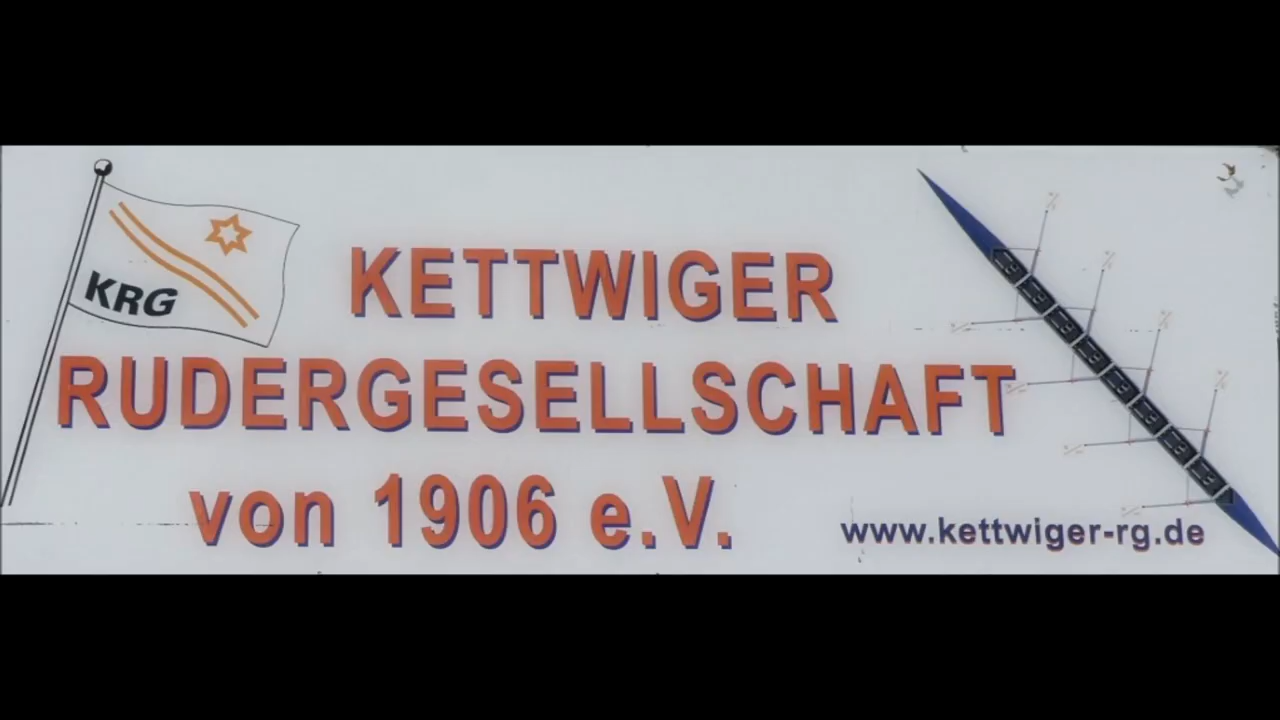 KRG
KETTWIGER
RUDERGESELLSCHAFT
von 1906 e.V.
www.kettwiger-rg.de